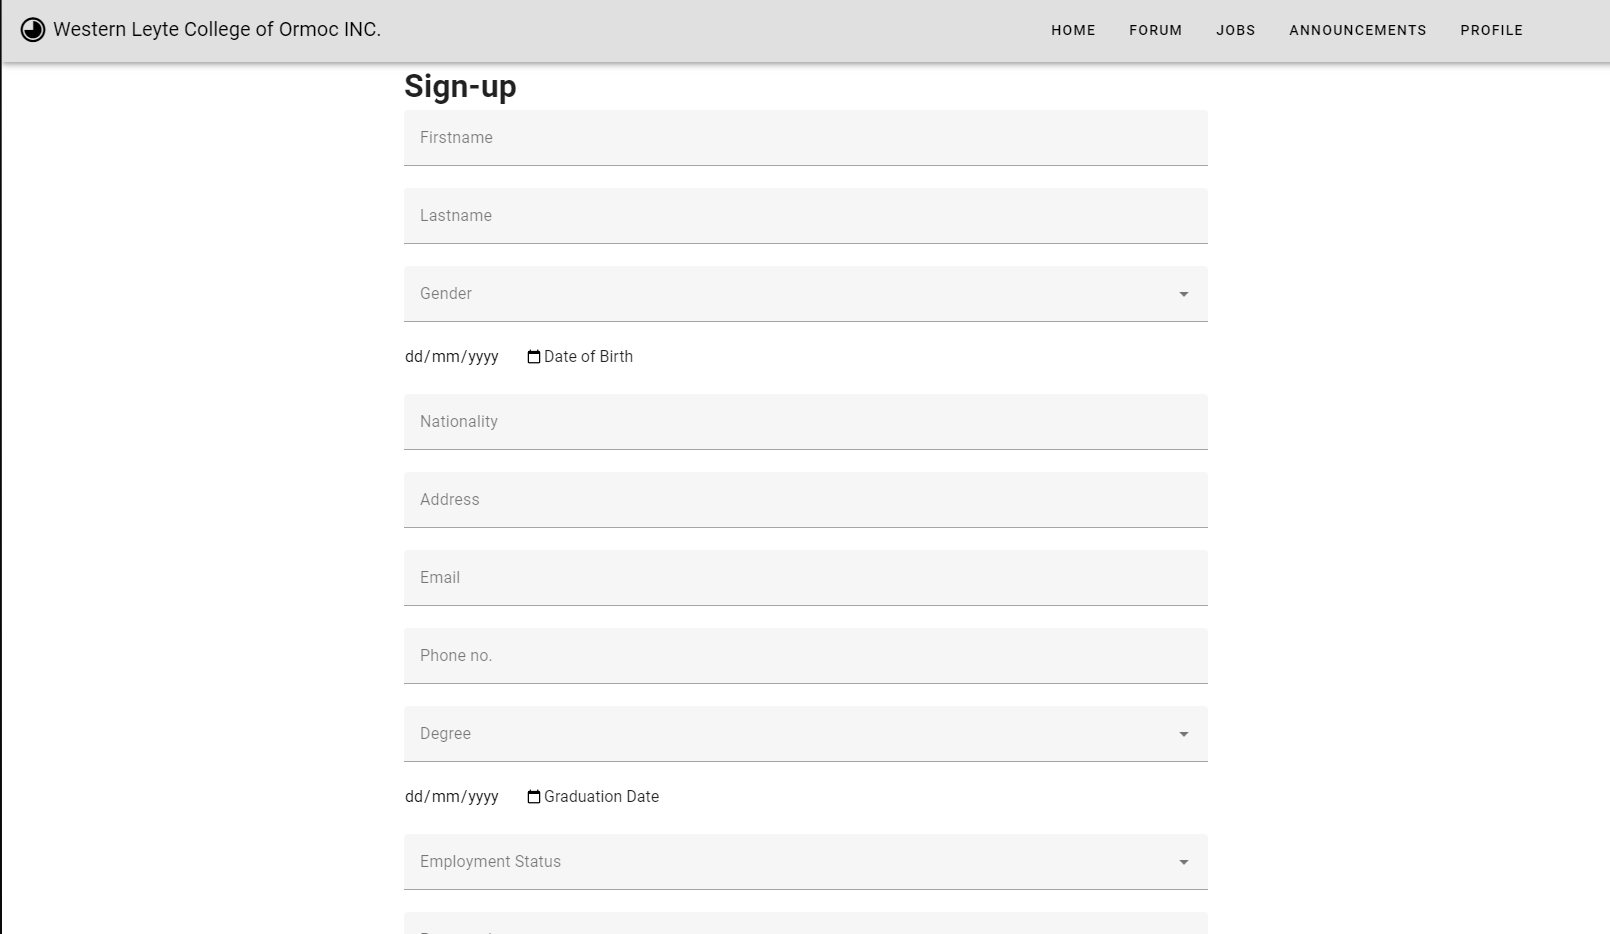 Western Leyte College of Ormoc INC.
HOME FORUM JOBS ANNOUNCEMENTS PROFILE
Sign-up
Firstname
Lastname
Gender
dd/mm/yyyy Date of Birth
Nationality
Address
Email
Phone no.
Degree
dd/mm/yyyy Graduation Date
Employment Status